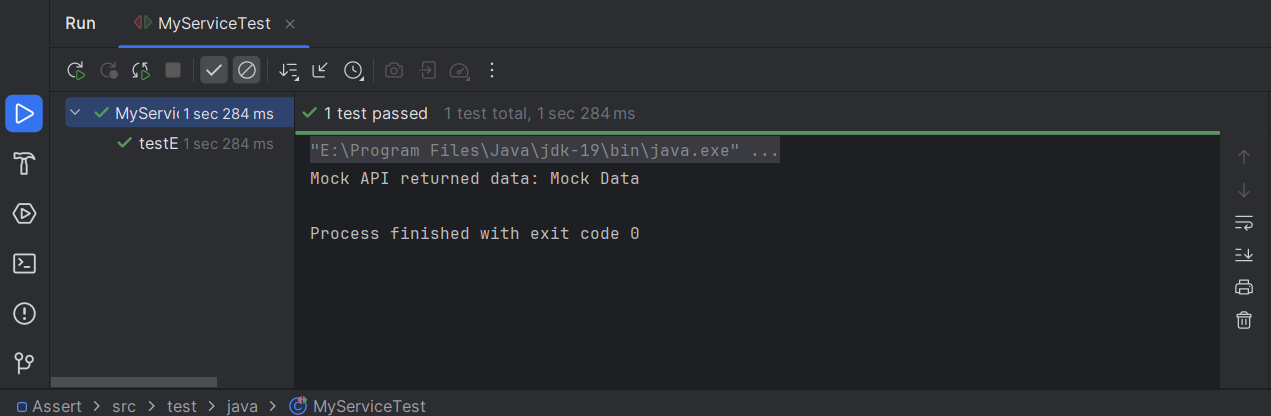 Run MyServiceTest
MyServic 1 sec 284 ms
testE 1 sec 284 ms
1 test passed 1 test total, 1 sec 284 ms
"E:\Program Files\Java\jdk-19\bin\java.exe" ...
Mock API returned data: Mock Data
Process finished with exit code 0
Assert > src > test > java > MyServiceTest